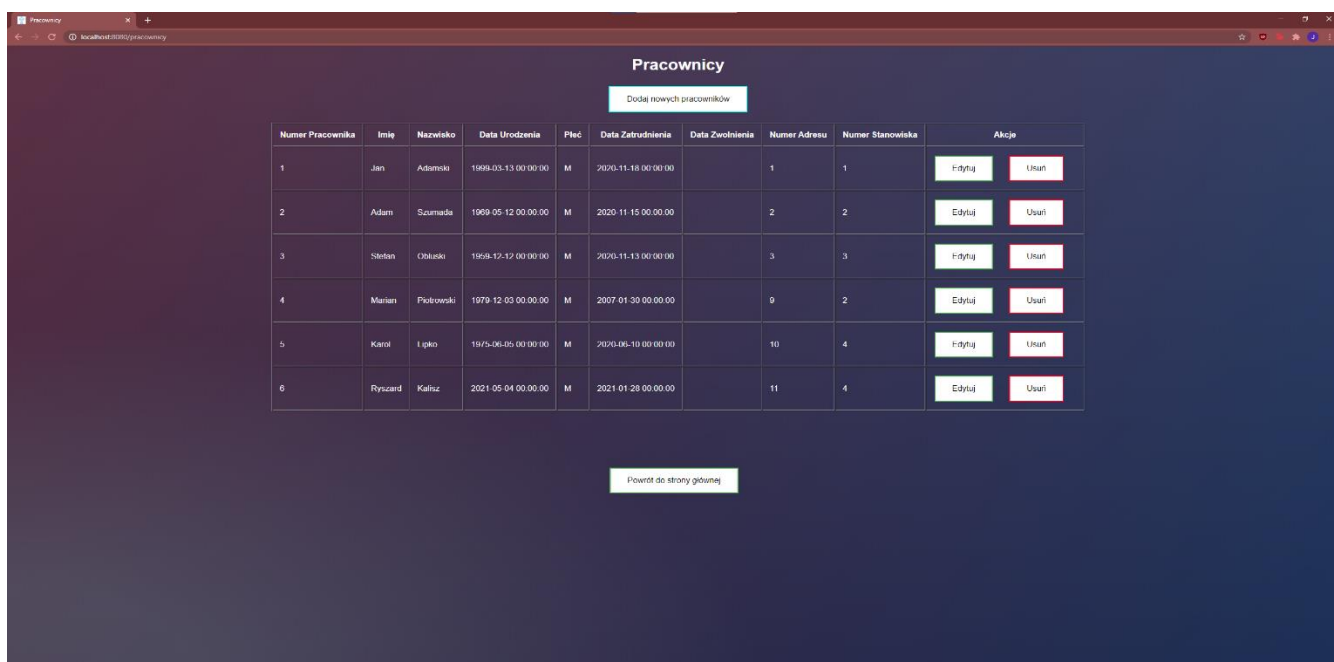 Pracownicy
localhost:8080/pracownicy
Pracownicy
Dodaj nowych pracowników
Numer Pracownika Imię Nazwisko Data Urodzenia Płeć Data Zatrudnienia Data Zwolnienia Numer Adresu Numer Stanowiska Akcje
1 Jan Adamski 1999-03-13 00:00:00 M 2020-11-18 00:00:00 1 1 Edytuj Usuń
2 Adam Szumada 1969-05-12 00:00:00 M 2020-11-15 00:00:00 2 2 Edytuj Usuń
3 Stefan Obłuski 1959-12-12 00:00:00 M 2020-11-13 00:00:00 3 3 Edytuj Usuń
4 Marian Piotrowski 1979-12-03 00:00:00 M 2007-01-30 00:00:00 9 2 Edytuj Usuń
5 Karol Lipko 1975-06-05 00:00:00 M 2020-06-10 00:00:00 10 4 Edytuj Usuń
6 Ryszard Kalisz 2021-05-04 00:00:00 M 2021-01-28 00:00:00 11 4 Edytuj Usuń
Powrót do strony głównej